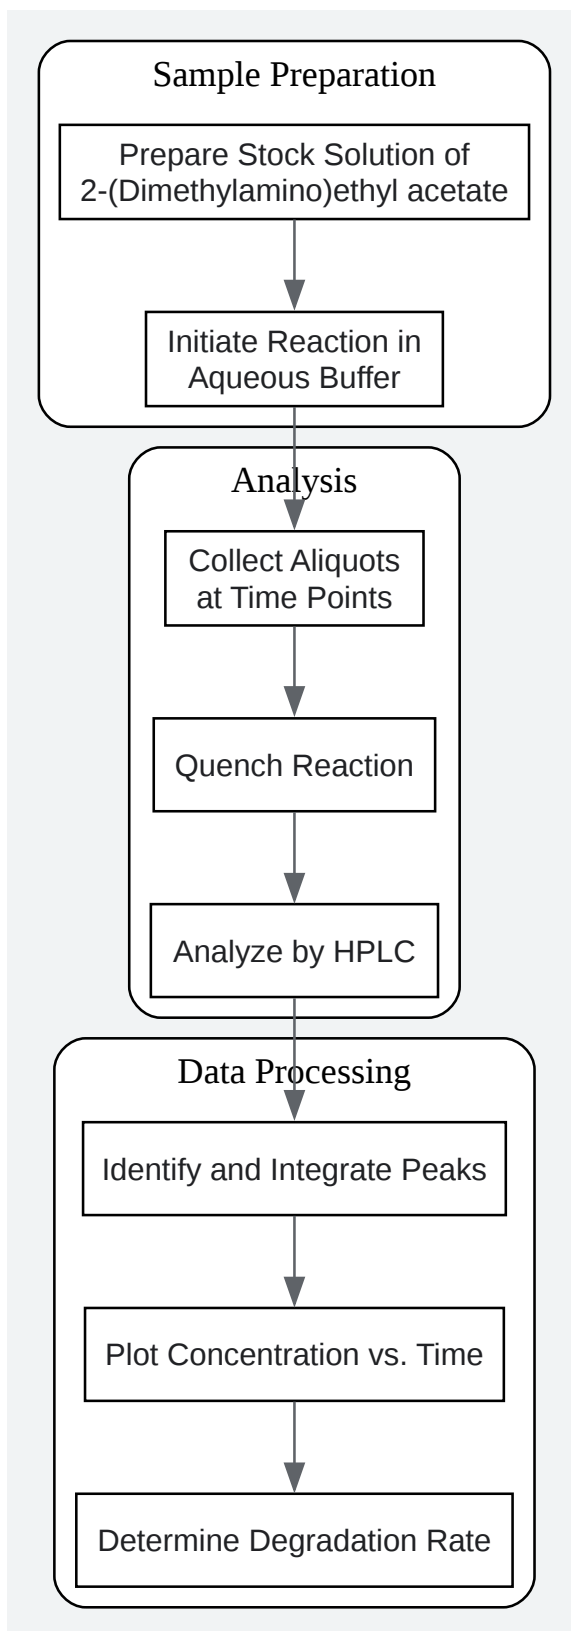 Sample Preparation
Prepare Stock Solution of
2-(Dimethylamino)ethyl acetate
Initiate Reaction in
Aqueous Buffer
Analysis
Collect Aliquots
at Time Points
Quench Reaction
Analyze by HPLC
Data Processing
Identify and Integrate Peaks
Plot Concentration vs. Time
Determine Degradation Rate